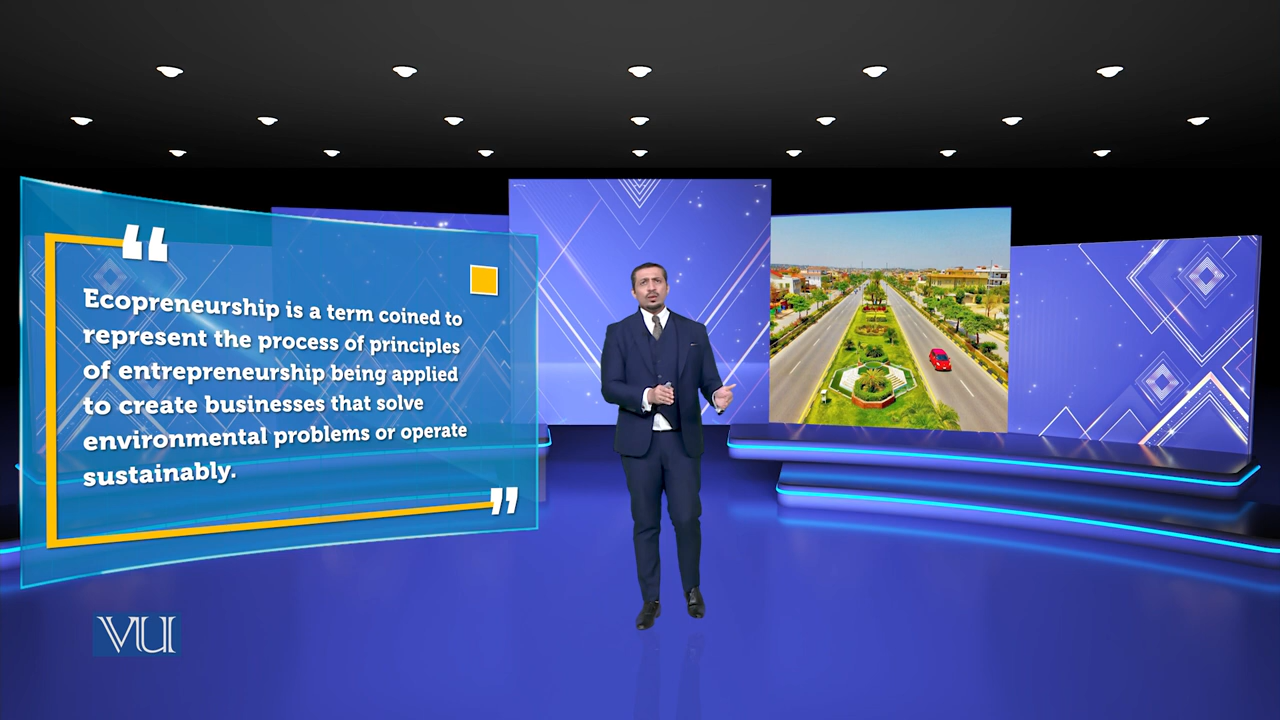 “
Ecopreneurship is a term coined to
represent the process of principles
of entrepreneurship being applied
to create businesses that solve
environmental problems or operate
sustainably.
”
VU